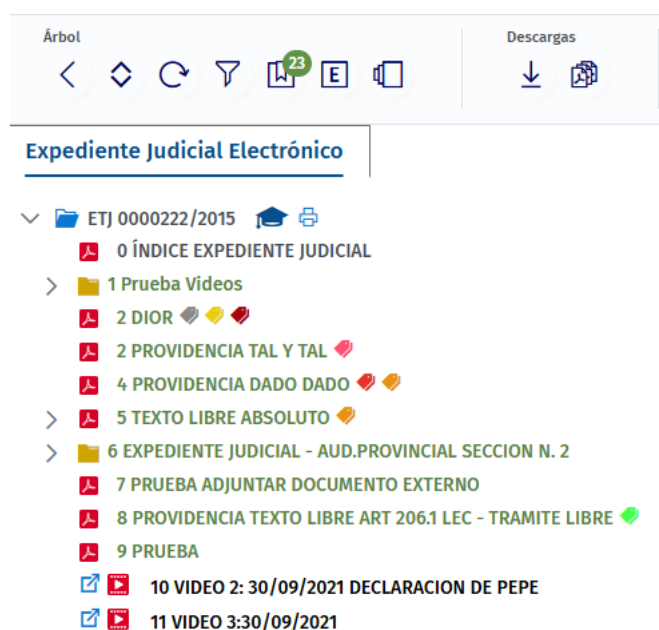 Árbol
Descargas
23
E
Expediente Judicial Electrónico
ETJ 0000222/2015
0 ÍNDICE EXPEDIENTE JUDICIAL
1 Prueba Videos
2 DIOR
2 PROVIDENCIA TAL Y TAL
4 PROVIDENCIA DADO DADO
5 TEXTO LIBRE ABSOLUTO
6 EXPEDIENTE JUDICIAL - AUD.PROVINCIAL SECCION N. 2
7 PRUEBA ADJUNTAR DOCUMENTO EXTERNO
8 PROVIDENCIA TEXTO LIBRE ART 206.1 LEC - TRAMITE LIBRE
9 PRUEBA
10 VIDEO 2: 30/09/2021 DECLARACION DE PEPE
11 VIDEO 3:30/09/2021